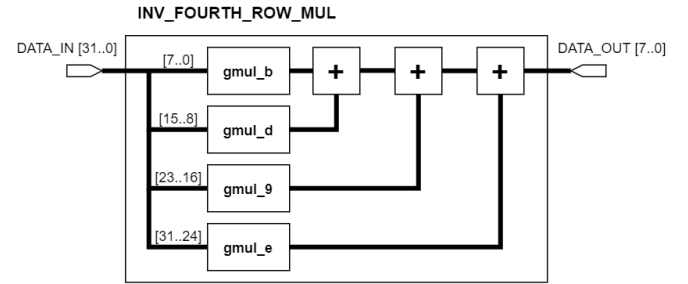 INV_FOURTH_ROW_MUL
DATA_IN [31..0]
DATA_OUT [7..0]
[7..0]
gmul_b
+
+
+
[15..8]
gmul_d
[23..16]
gmul_9
[31..24]
gmul_e